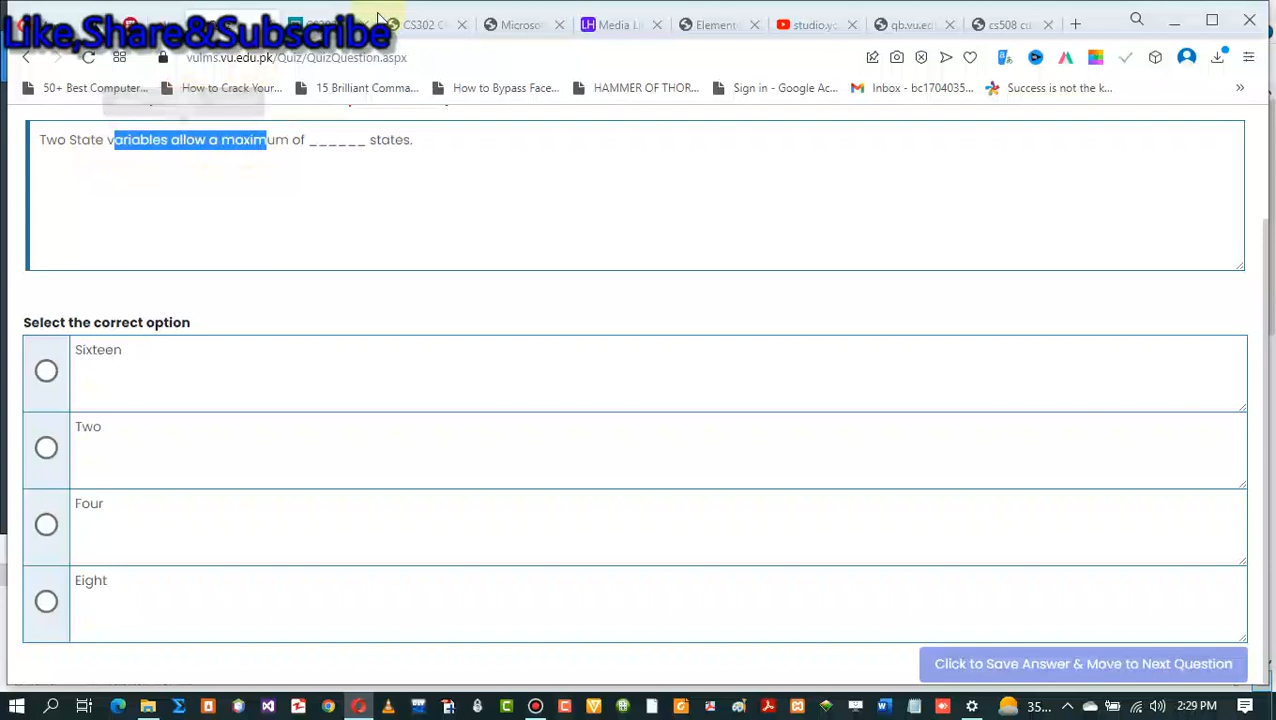 Like,Share&Subscribe
CS302 C
Microso
Media Li
Element
studio.yc
qb.vu.ec
cs508 cu
vulms.vu.edu.pk/Quiz/QuizQuestion.aspx
50+ Best Computer...
How to Crack Your...
15 Brilliant Comma...
How to Bypass Face...
HAMMER OF THOR...
Sign in - Google Ac...
Inbox - bc1704035...
Success is not the k...
Two State variables allow a maximum of ______ states.
Select the correct option
Sixteen
Two
Four
Eight
Click to Save Answer & Move to Next Question
35...
2:29 PM